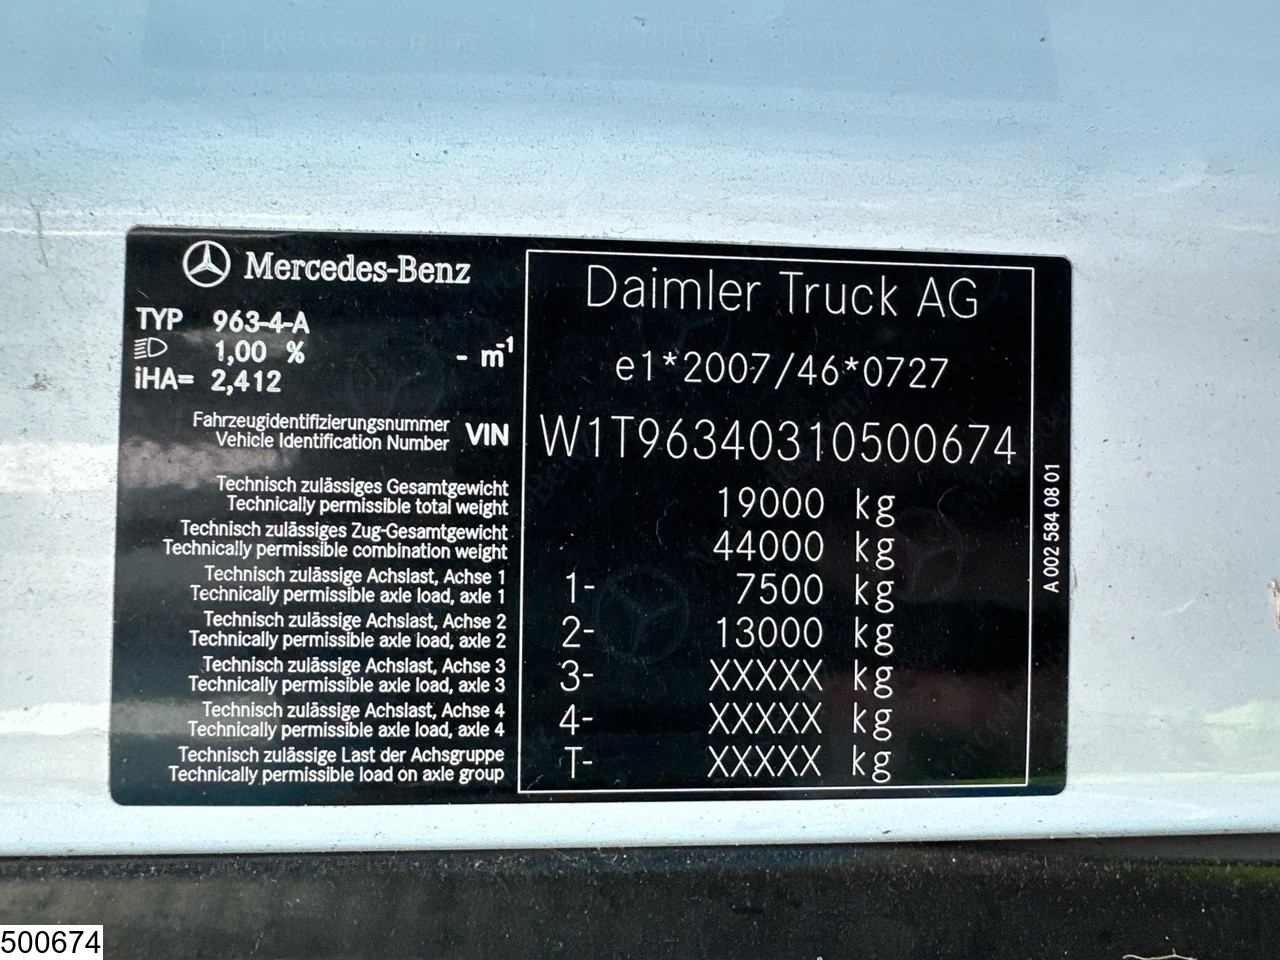 Mercedes-Benz
TYP 963-4-A
1,00 % - m-1
iHA= 2,412
Daimler Truck AG
e1*2007/46*0727
Fahrzeugidentifizierungsnummer
Vehicle Identification Number VIN W1T96340310500674
Technisch zulässiges Gesamtgewicht
Technically permissible total weight 19000 kg
Technisch zulässiges Zug-Gesamtgewicht
Technically permissible combination weight 44000 kg
Technisch zulässige Achslast, Achse 1
Technically permissible axle load, axle 1 1- 7500 kg
Technisch zulässige Achslast, Achse 2
Technically permissible axle load, axle 2 2- 13000 kg
Technisch zulässige Achslast, Achse 3
Technically permissible axle load, axle 3 3- XXXXX kg
Technisch zulässige Achslast, Achse 4
Technically permissible axle load, axle 4 4- XXXXX kg
Technisch zulässige Last der Achsgruppe
Technically permissible load on axle group T- XXXXX kg
A 002 584 08 01
500674